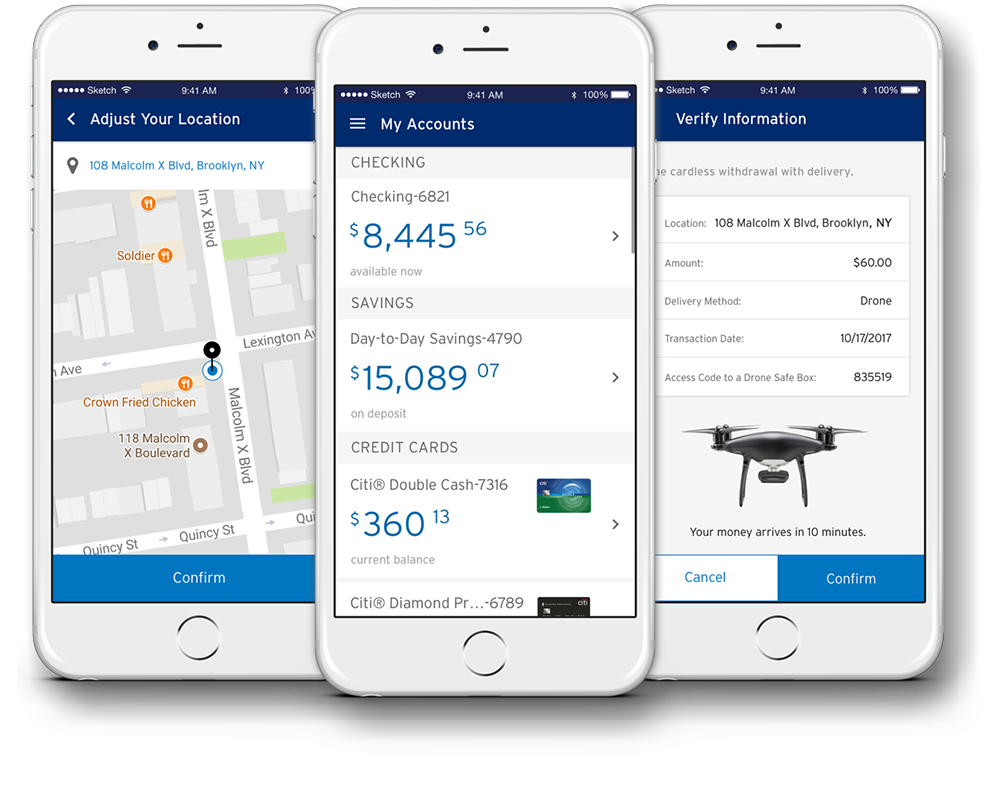 Sketch 9:41 AM 100%
Adjust Your Location
108 Malcolm X Blvd, Brooklyn, NY
lm X Blvd
Soldier
Lexington Av
n Ave
Crown Fried Chicken
Malcolm X Blvd
118 Malcolm
X Boulevard
Quincy St
Quincy St
Qui
Confirm
Sketch 9:41 AM 100%
My Accounts
CHECKING
Checking-6821
$8,445 56
available now
SAVINGS
Day-to-Day Savings-4790
$15,089 07
on deposit
CREDIT CARDS
Citi® Double Cash-7316
citi
$360 13
current balance
Citi® Diamond Pr...-6789
citi
Sketch 9:41 AM 100%
Verify Information
e cardless withdrawal with delivery.
Location: 108 Malcolm X Blvd, Brooklyn, NY
Amount: $60.00
Delivery Method: Drone
Transaction Date: 10/17/2017
Access Code to a Drone Safe Box: 835519
Your money arrives in 10 minutes.
Cancel
Confirm